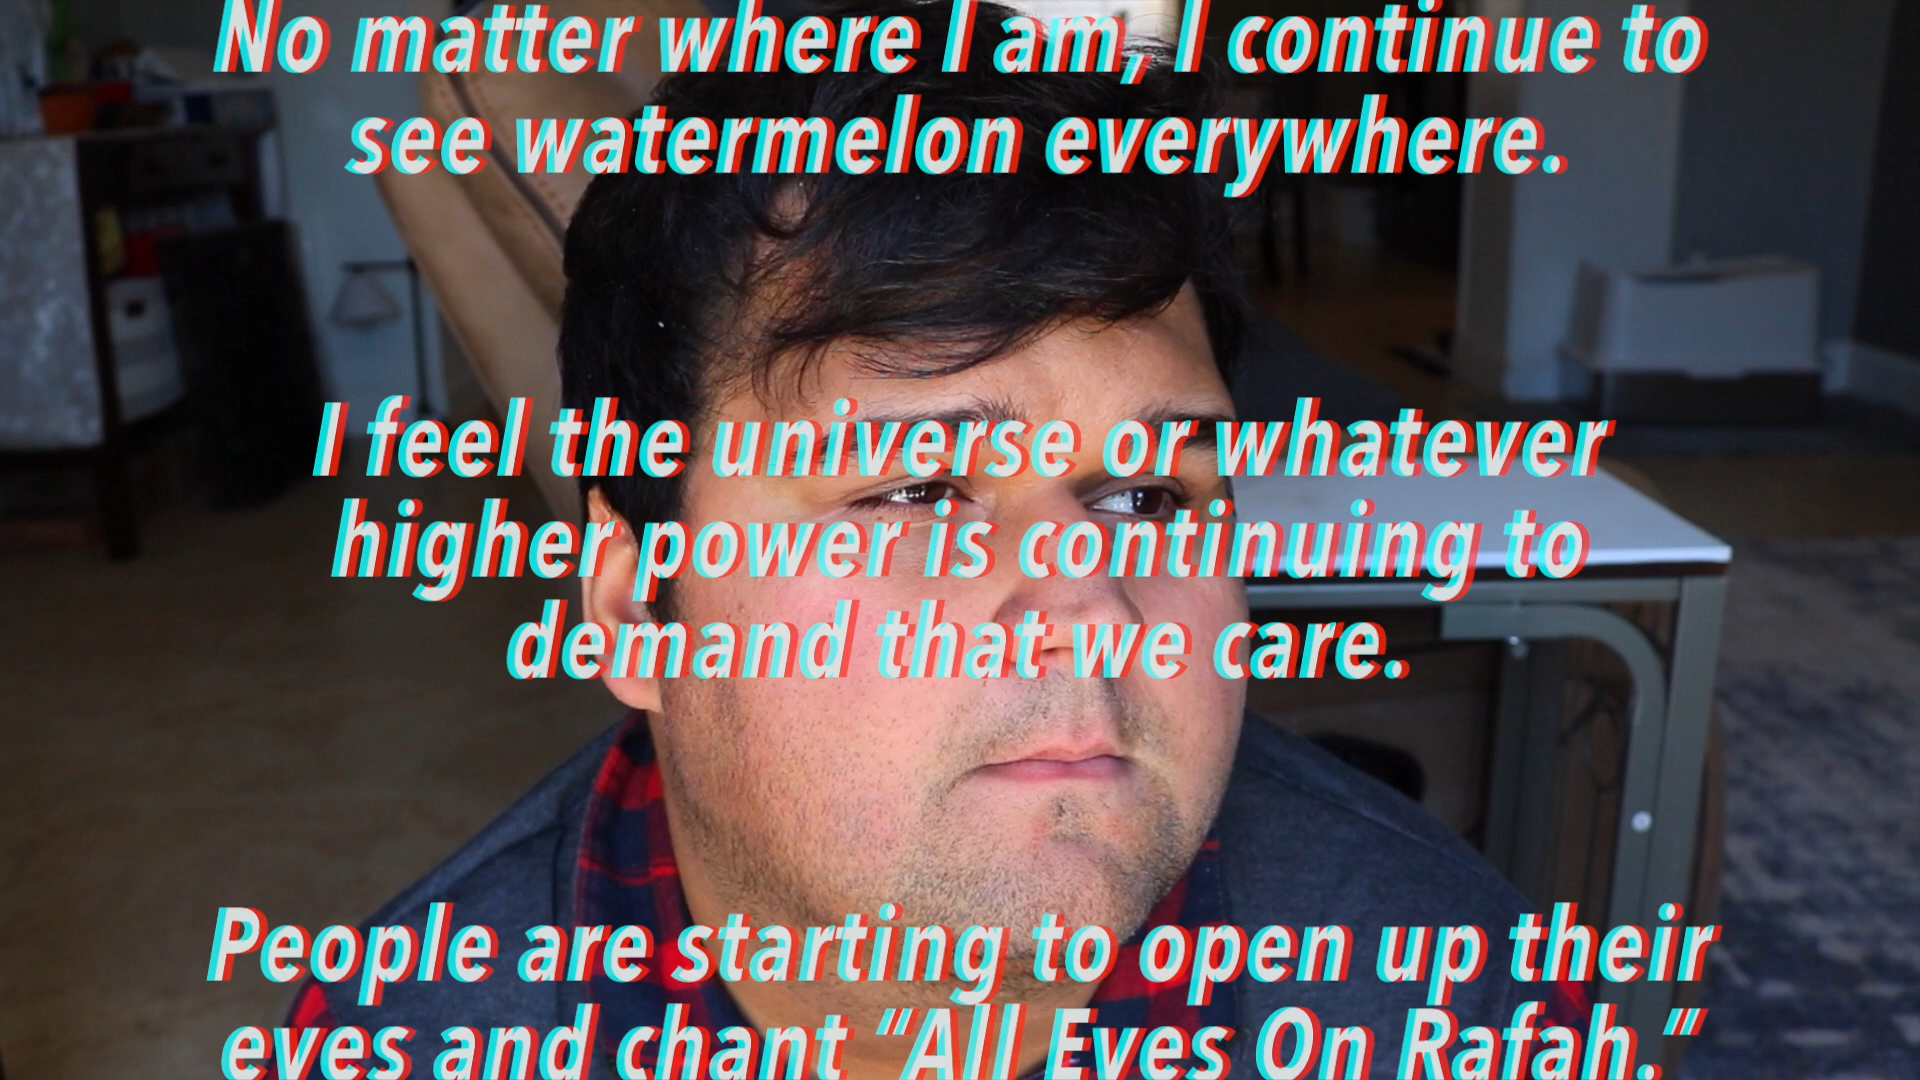 No matter where I am, I continue to
see watermelon everywhere.
I feel the universe or whatever
higher power is continuing to
demand that we care.
People are starting to open up their
eyes and chant “All Eyes On Rafah.”